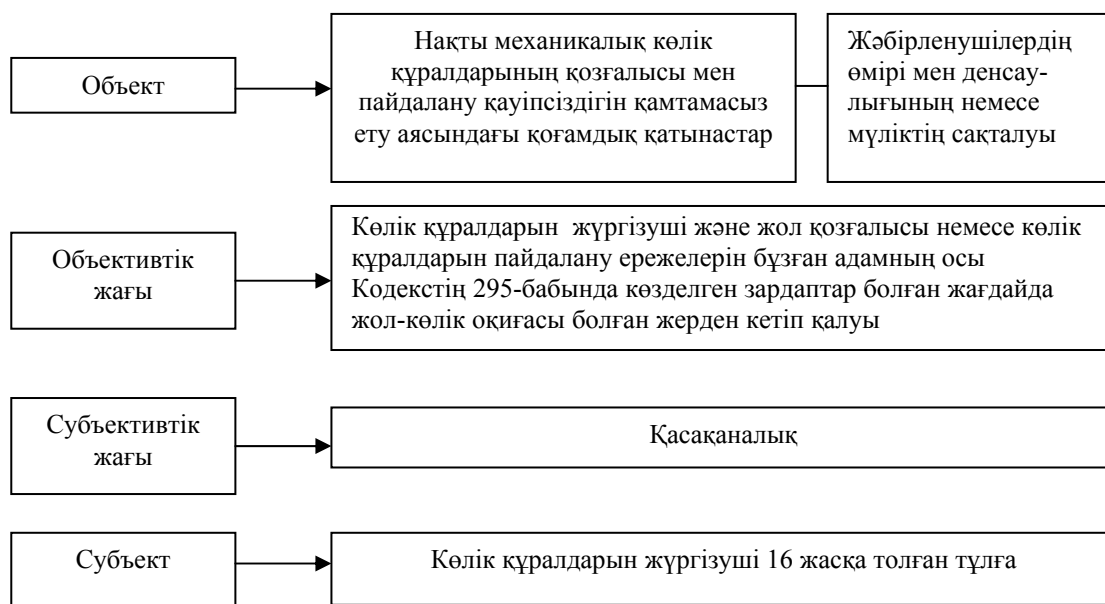 Объект
Нақты механикалық көлік
құралдарының қозғалысы мен
пайдалану қауіпсіздігін қамтамасыз
ету аясындағы қоғамдық қатынастар
Жәбірленушілердің
өмірі мен денсау-
лығының немесе
мүліктің сақталуы
Объективтік
жағы
Көлік құралдарын жүргізуші және жол қозғалысы немесе көлік
құралдарын пайдалану ережелерін бұзған адамның осы
Кодекстің 295-бабында көзделген зардаптар болған жағдайда
жол-көлік оқиғасы болған жерден кетіп қалуы
Субъективтік
жағы
Қасақаналық
Субъект
Көлік құралдарын жүргізуші 16 жасқа толған тұлға